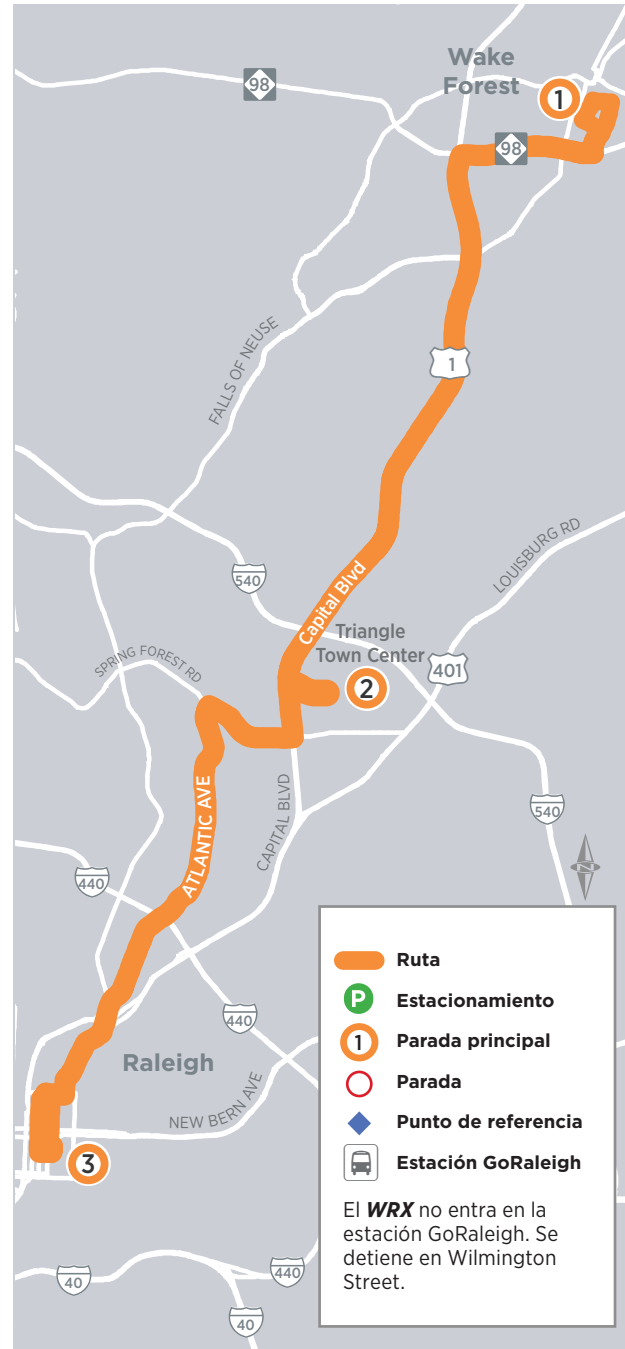 Wake
Forest
98
1
98
FALLS OF NEUSE
1
LOUISBURG RD
540
Capital Blvd
Triangle
Town Center
SPRING FOREST RD
401
2
ATLANTIC AVE
CAPITAL BLVD
540
440
N
440
Raleigh
NEW BERN AVE
3
40
440
40
Ruta
P Estacionamiento
1 Parada principal
Parada
Punto de referencia
Estación GoRaleigh
El WRX no entra en la
estación GoRaleigh. Se
detiene en Wilmington
Street.